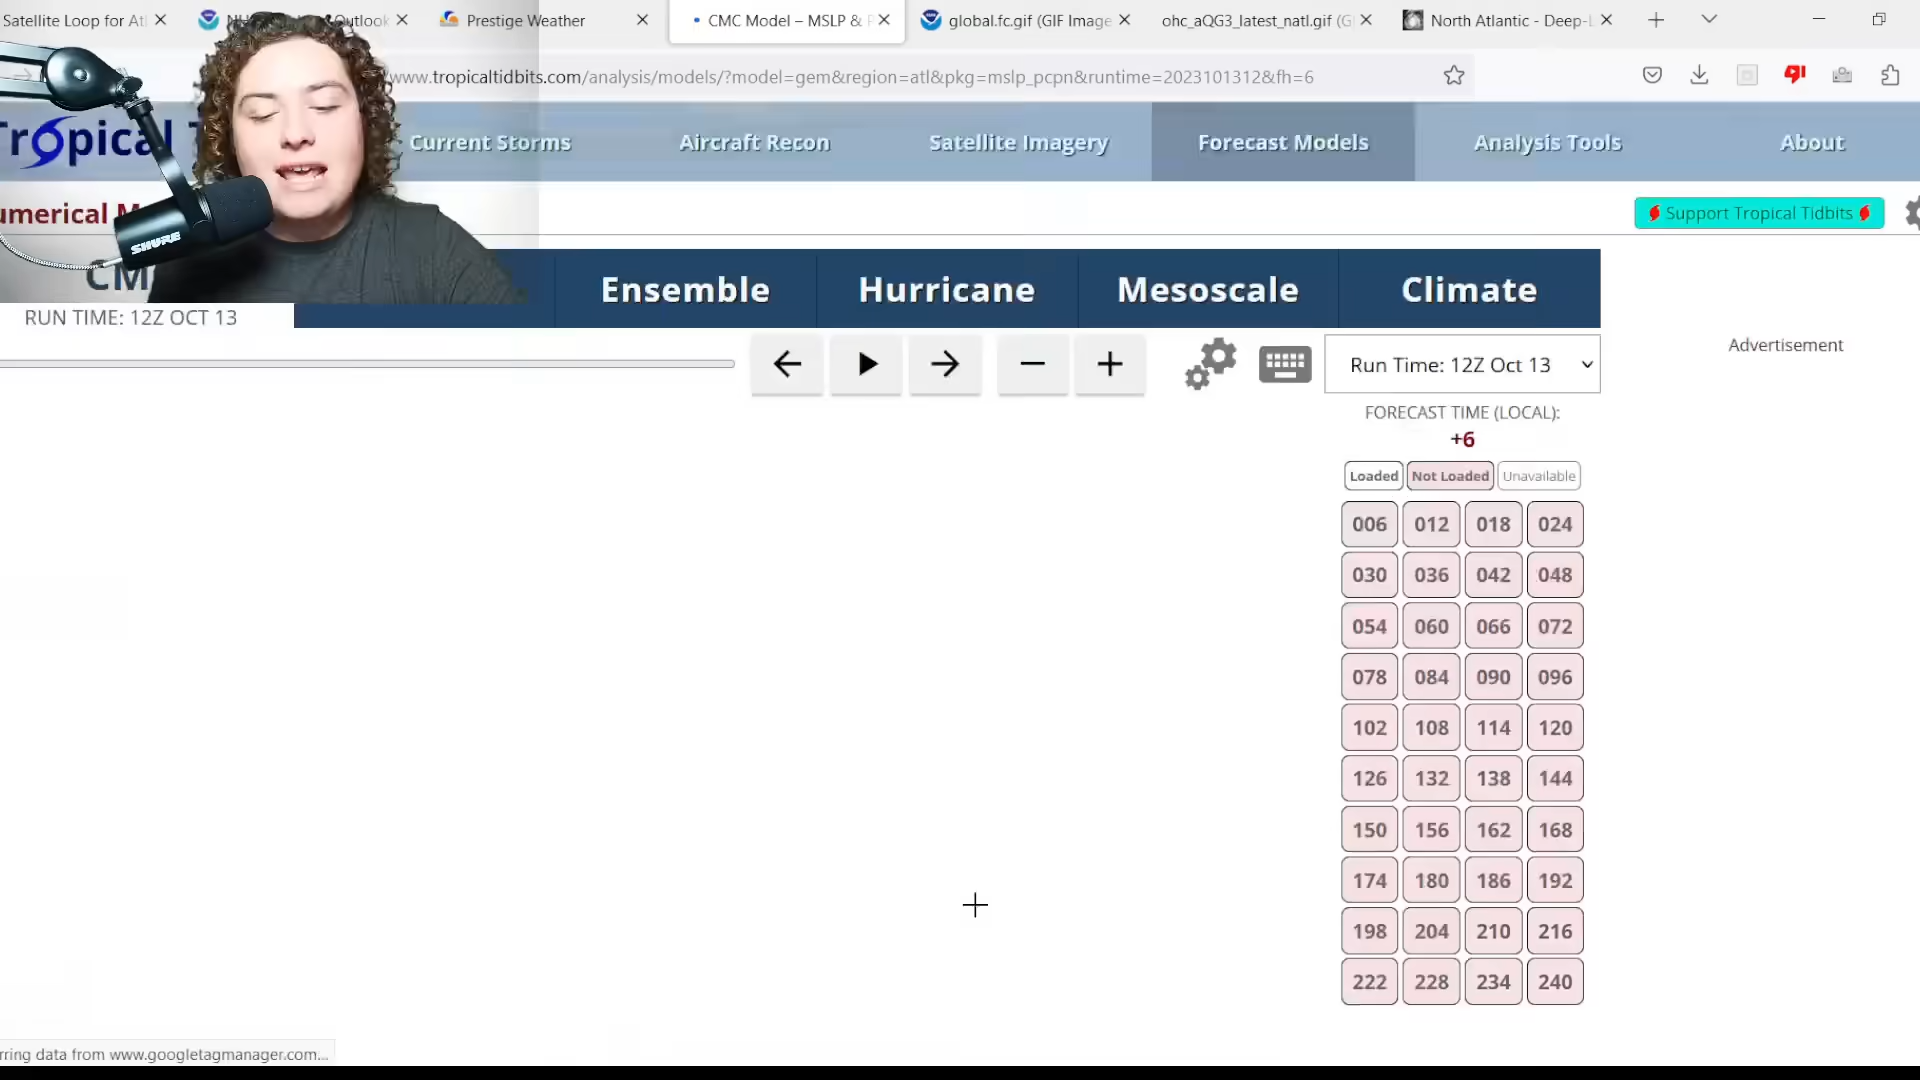 Satellite Loop for Atl
Outlook
Prestige Weather
CMC Model – MSLP & P
global.fc.gif (GIF Image
ohc_aQG3_latest_natl.gif (G
North Atlantic - Deep-L
www.tropicaltidbits.com/analysis/models/?model=gem&region=atl&pkg=mslp_pcpn&runtime=2023101312&fh=6
Tropical T
Current Storms
Aircraft Recon
Satellite Imagery
Forecast Models
Analysis Tools
About
umerical M
Support Tropical Tidbits
SHURE
CM
Ensemble
Hurricane
Mesoscale
Climate
RUN TIME: 12Z OCT 13
Run Time: 12Z Oct 13
Advertisement
FORECAST TIME (LOCAL):
+6
Loaded Not Loaded Unavailable
006 012 018 024
030 036 042 048
054 060 066 072
078 084 090 096
102 108 114 120
126 132 138 144
150 156 162 168
174 180 186 192
198 204 210 216
222 228 234 240
rring data from www.googletagmanager.com...